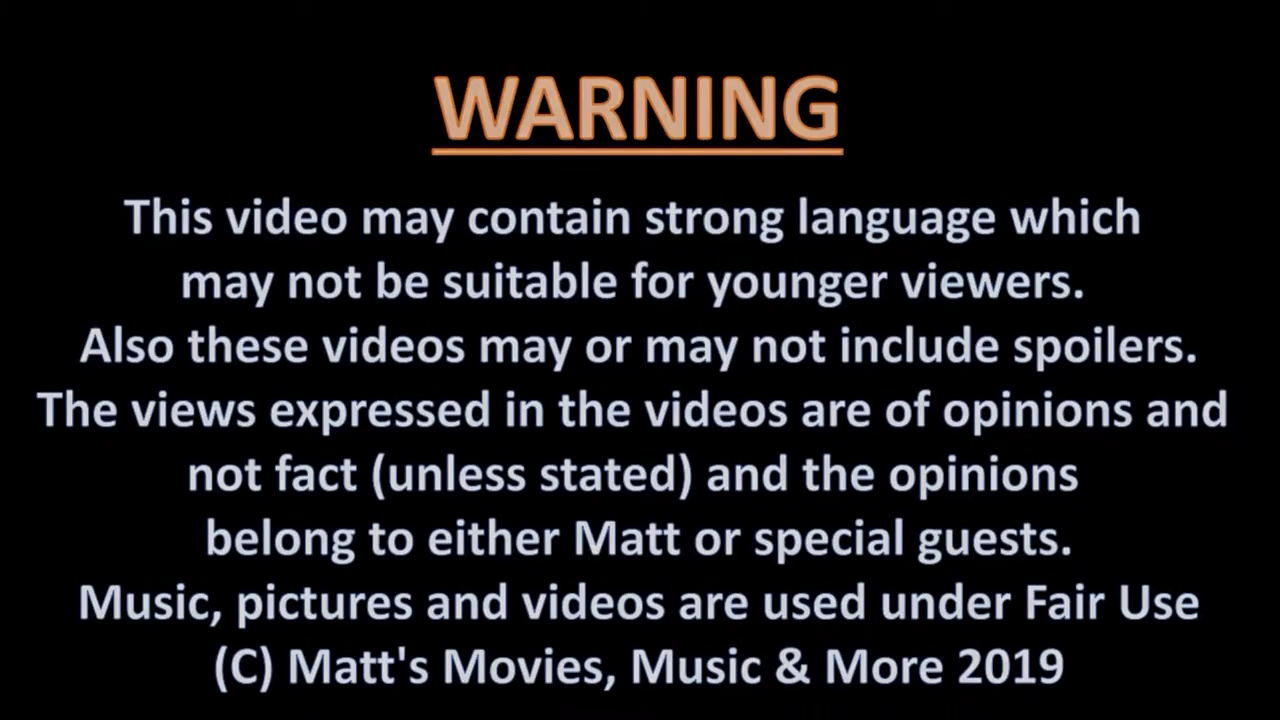 WARNING
This video may contain strong language which
may not be suitable for younger viewers.
Also these videos may or may not include spoilers.
The views expressed in the videos are of opinions and
not fact (unless stated) and the opinions
belong to either Matt or special guests.
Music, pictures and videos are used under Fair Use
(C) Matt's Movies, Music & More 2019